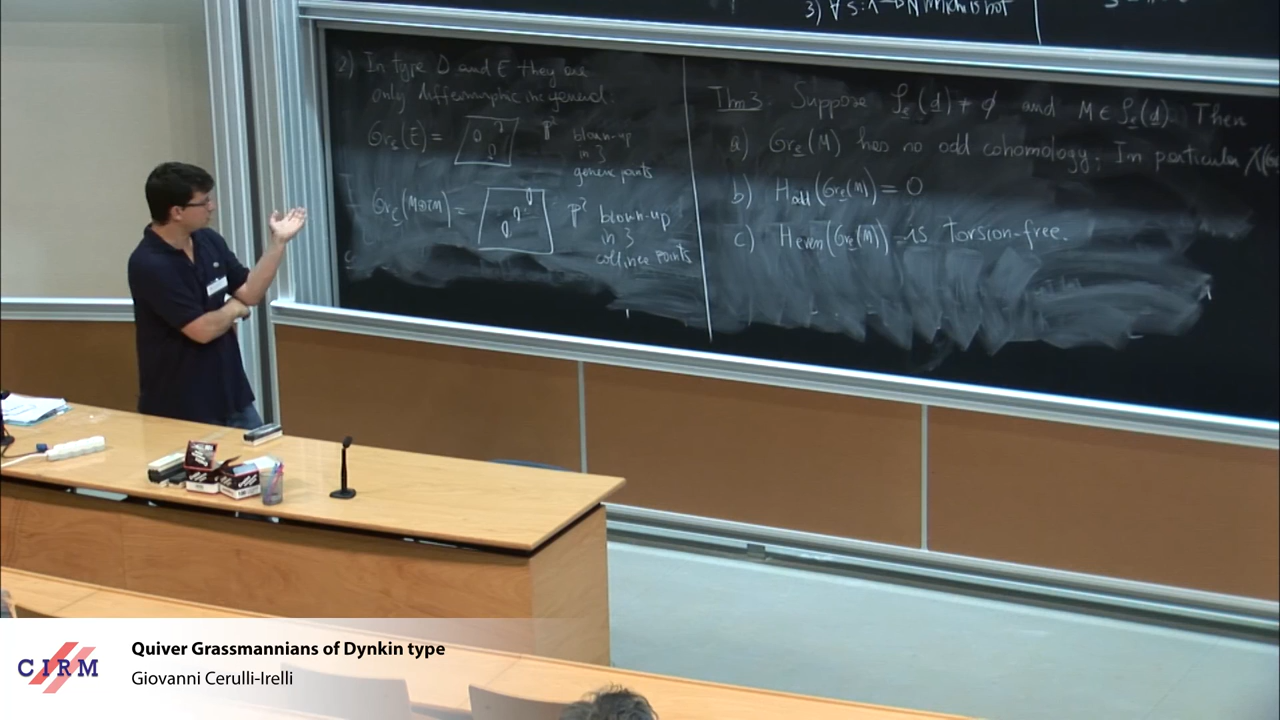 3) ∀ s: X → N which is not
2) In type D and E they are
only diffeomorphic in general.
Gr_e(E) = P² blown-up
in 3
generic points
Gr_e(M⊕τM) = P² blown-up
in 3
collinee points
Thm 3. Suppose S_e(d) ≠ ∅ and M ∈ S_e(d). Then
a) Gr_e(M) has no odd cohomology. In particular
b) H_odd(Gr_e(M)) = 0
c) H_even(Gr_e(M)) is torsion-free.
CIRM
Quiver Grassmannians of Dynkin type
Giovanni Cerulli-Irelli